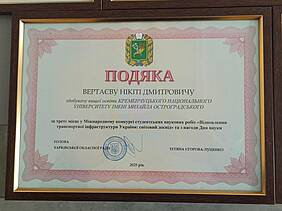 ПОДЯКА
ВЕРТАЄВУ НІКІТІ ДМИТРОВИЧУ
здобувачу вищої освіти КРЕМЕНЧУЦЬКОГО НАЦІОНАЛЬНОГО
УНІВЕРСИТЕТУ ІМЕНІ МИХАЙЛА ОСТРОГРАДСЬКОГО
за третє місце у Міжнародному конкурсі студентських наукових робіт «Відновлення
транспортної інфраструктури України: світовий досвід» та з нагоди Дня науки
ГОЛОВА
ХАРКІВСЬКОЇ ОБЛАСНОЇ РАДИ
ТЕТЯНА ЄГОРОВА-ЛУЦЕНКО
2025 рік